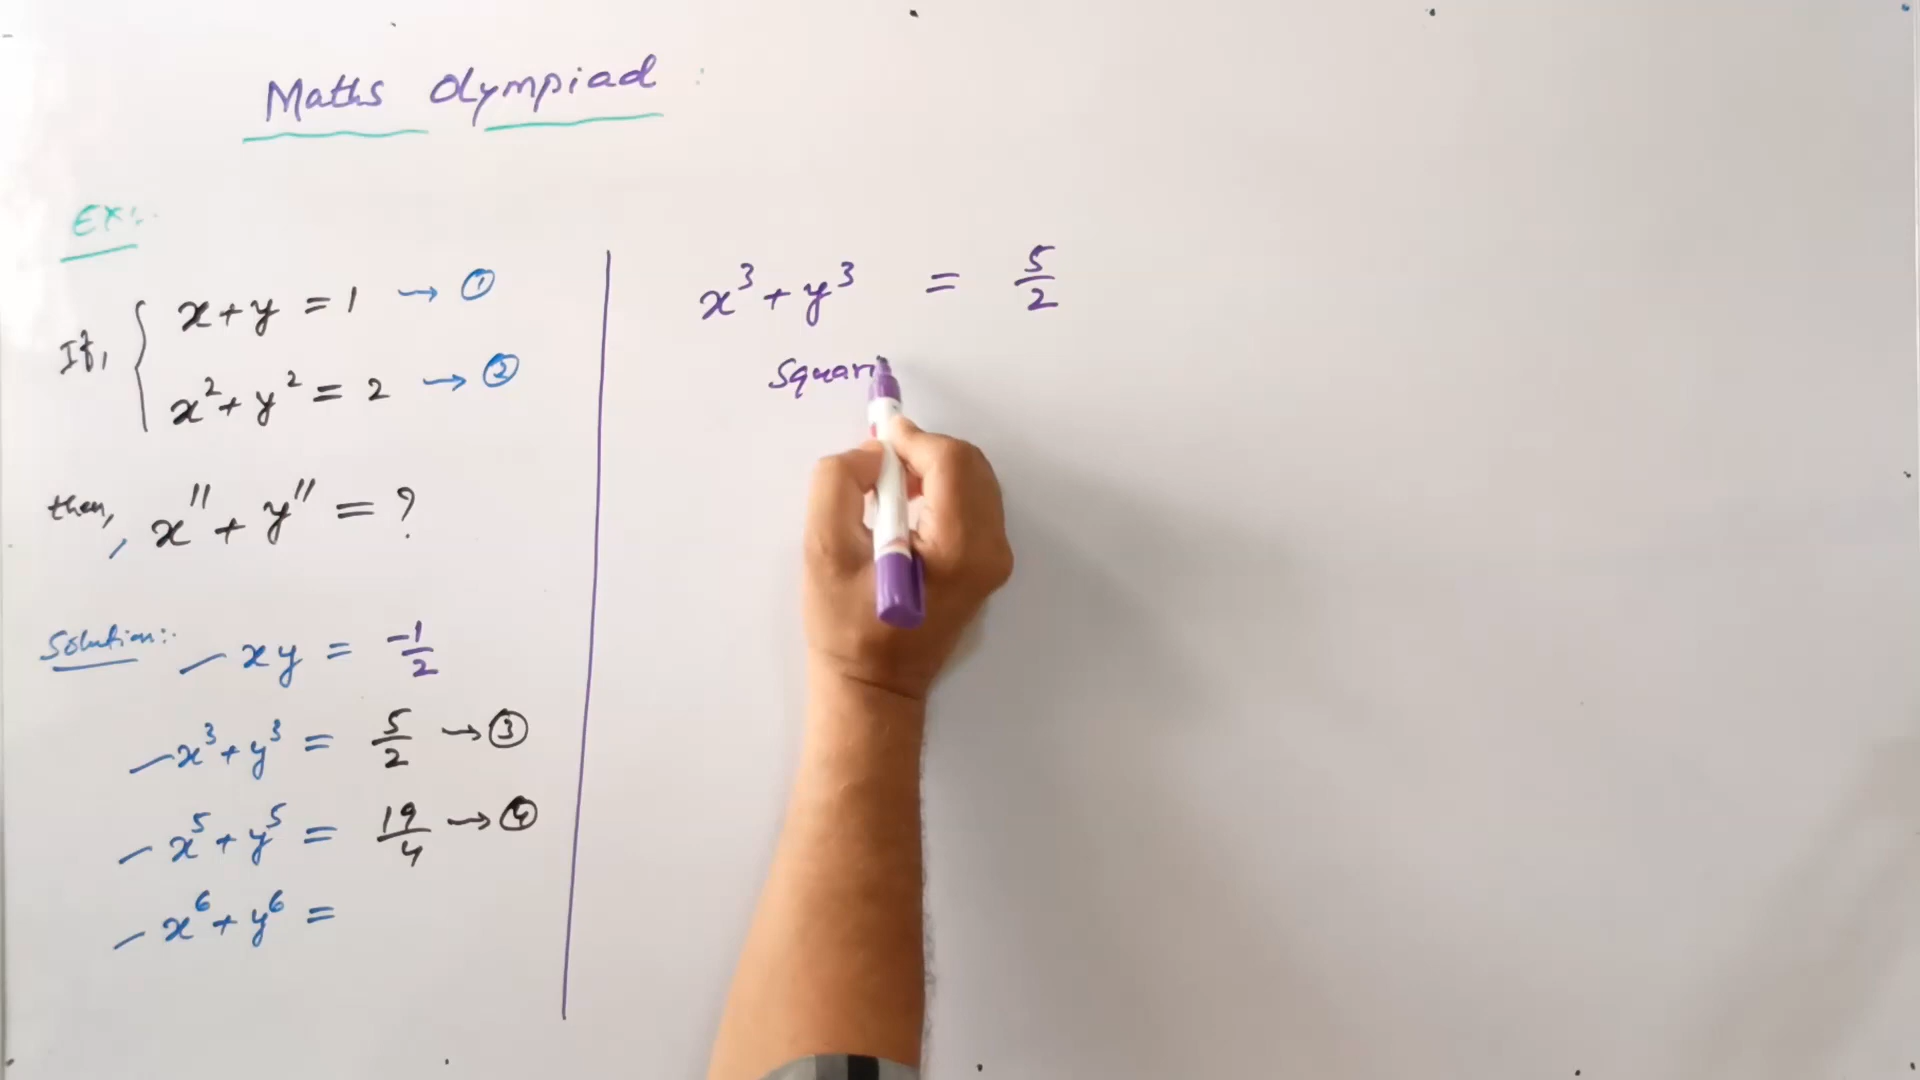 Maths Olympiad
EX:-
If, { x+y = 1 → ①
x² + y² = 2 → ②
then, x¹¹ + y¹¹ = ?
Solution:- xy = -1/2
x³ + y³ = 5/2 → ③
x⁵ + y⁵ = 19/4 → ④
x⁶ + y⁶ =
x³ + y³ = 5/2
Squari